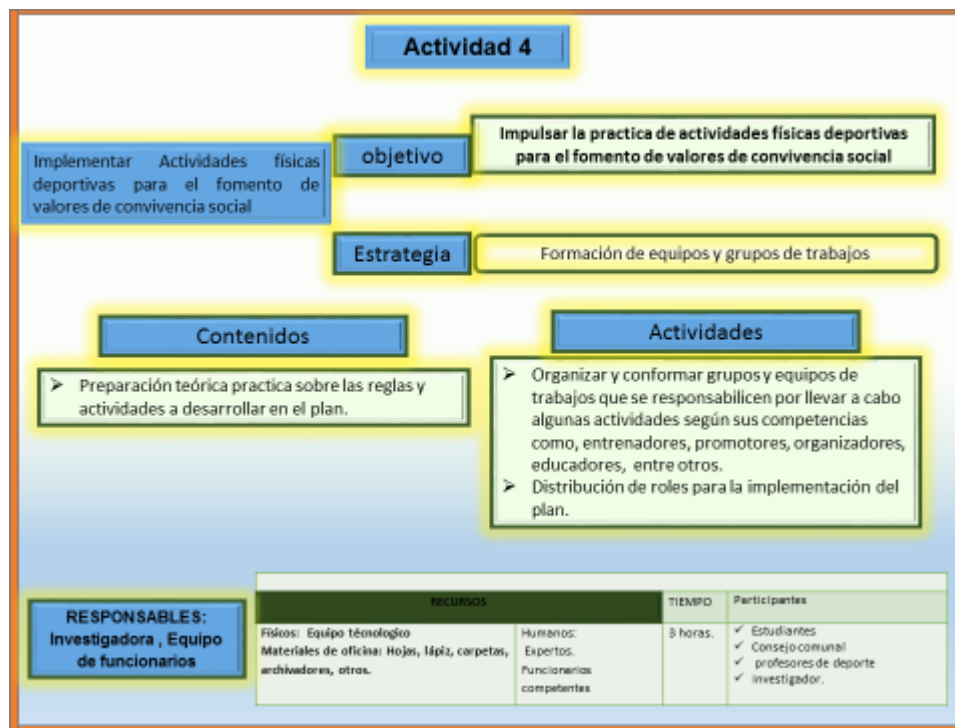 Actividad 4
Implementar Actividades físicas
deportivas para el fomento de
valores de convivencia social
objetivo
Impulsar la practica de actividades físicas deportivas
para el fomento de valores de convivencia social
Estrategia
Formación de equipos y grupos de trabajos
Contenidos
➢ Preparación teórica practica sobre las reglas y
actividades a desarrollar en el plan.
Actividades
➢ Organizar y conformar grupos y equipos de
trabajos que se responsabilicen por llevar a cabo
algunas actividades según sus competencias
como, entrenadores, promotores, organizadores,
educadores, entre otros.
➢ Distribución de roles para la implementación del
plan.
RESPONSABLES:
Investigadora , Equipo
de funcionarios
RECURSOS
TIEMPO
Participantes
Físicos: Equipo técnologico
Materiales de oficina: Hojas, lápiz, carpetas,
archivadores, otros.
Humanos:
Expertos.
Funcionarios
competentes
3 horas.
✓ Estudiantes
✓ Consejo comunal
✓ profesores de deporte
✓ Investigador.